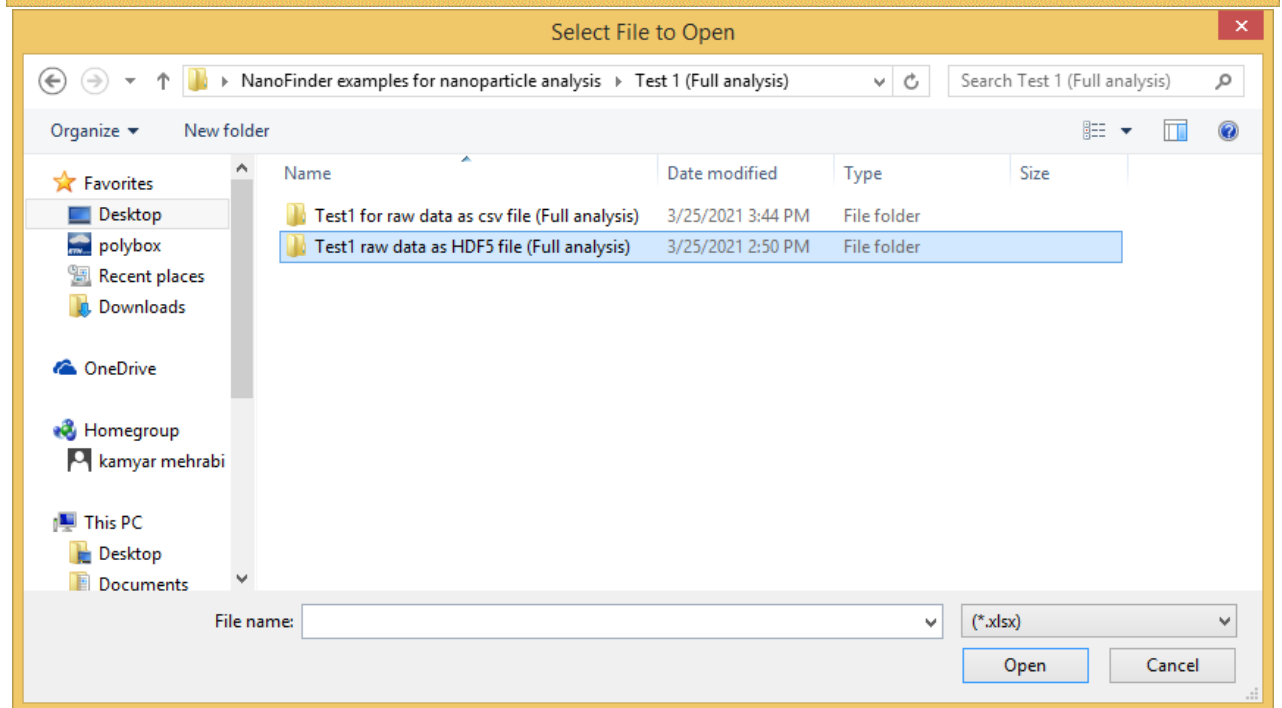 Select File to Open
NanoFinder examples for nanoparticle analysis Test 1 (Full analysis) Search Test 1 (Full analysis)
Organize New folder
Name Date modified Type Size
Test1 for raw data as csv file (Full analysis) 3/25/2021 3:44 PM File folder
Test1 raw data as HDF5 file (Full analysis) 3/25/2021 2:50 PM File folder
Favorites
Desktop
polybox
Recent places
Downloads
OneDrive
Homegroup
kamyar mehrabi
This PC
Desktop
Documents
File name: (*.xlsx)
Open Cancel